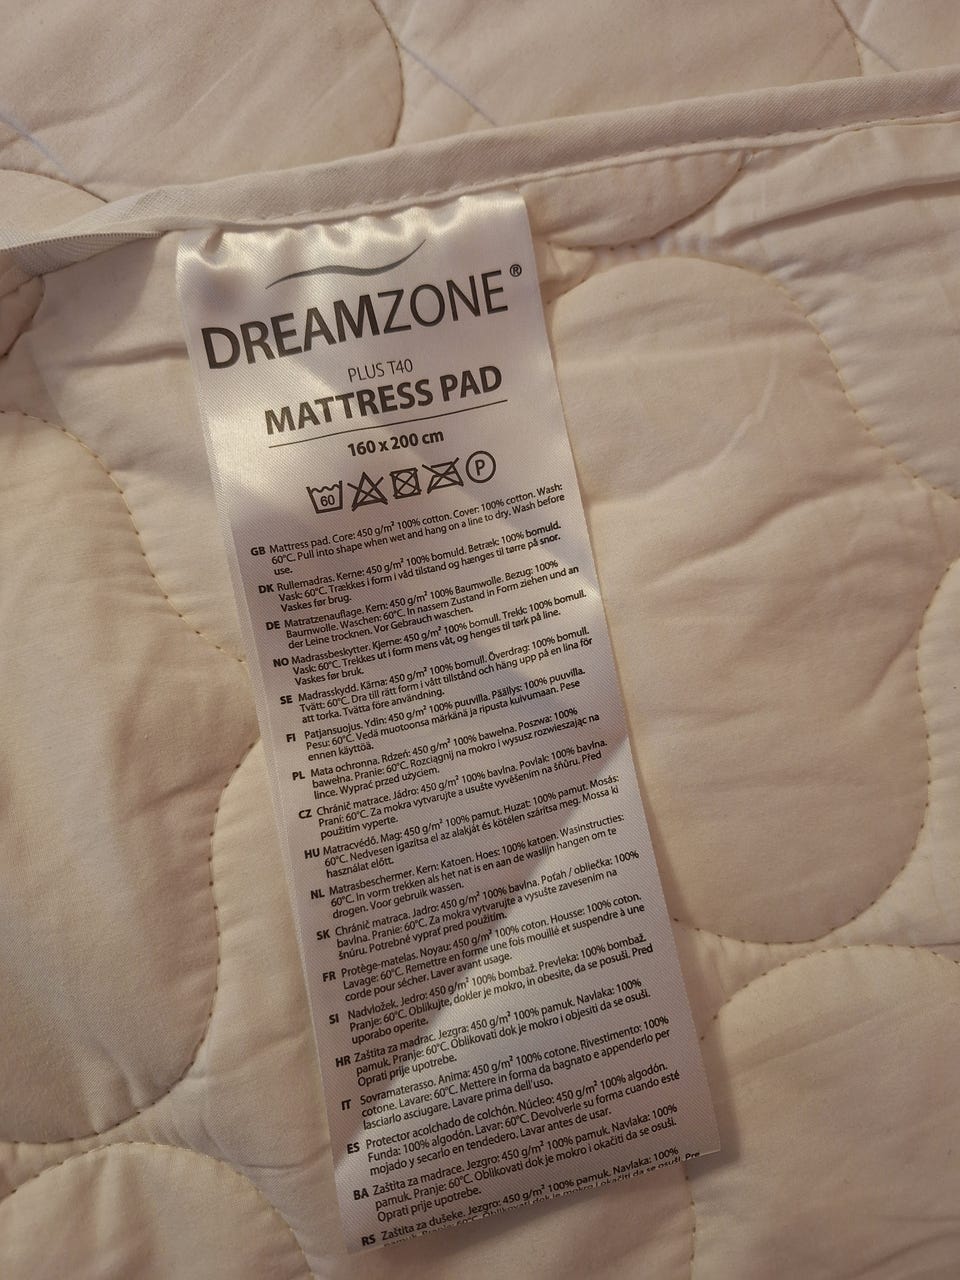 DREAMZONE®
PLUS T40
MATTRESS PAD
160 x 200 cm
60 P
GB Mattress pad. Core: 450 g/m² 100% cotton. Cover: 100% cotton. Wash:
60°C. Pull into shape when wet and hang on a line to dry. Wash before
use.
DK Rullemadras. Kerne: 450 g/m² 100% bomuld. Betræk: 100% bomuld.
Vask: 60°C. Trækkes i form i våd tilstand og hænges til tørre på snor.
Vaskes før brug.
DE Matratzenauflage. Kern: 450 g/m² 100% Baumwolle. Bezug: 100%
Baumwolle. Waschen: 60°C. In nassem Zustand in Form ziehen und an
der Leine trocknen. Vor Gebrauch waschen.
NO Madrassbeskytter. Kjerne: 450 g/m² 100% bomull. Trekk: 100% bomull.
Vask: 60°C. Trekkes ut i form mens våt, og henges til tørk på line.
Vaskes før bruk.
SE Madrasskydd. Kärna: 450 g/m² 100% bomull. Överdrag: 100% bomull.
Tvätt: 60°C. Dra till rätt form i vått tillstånd och häng upp på en lina för
att torka. Tvätta före användning.
FI Patjansuojus. Ydin: 450 g/m² 100% puuvilla. Päällys: 100% puuvilla.
Pesu: 60°C. Vedä muotoonsa märkänä ja ripusta kuivumaan. Pese
ennen käyttöä.
PL Mata ochronna. Rdzeń: 450 g/m² 100% bawełna. Poszwa: 100%
bawełna. Pranie: 60°C. Rozciągnij na mokro i wysusz rozwieszając na
lince. Wyprać przed użyciem.
CZ Chránič matrace. Jádro: 450 g/m² 100% bavlna. Povlak: 100% bavlna.
Praní: 60°C. Za mokra vytvarujte a usušte vyvěšením na šňůru. Před
použitím vyperte.
HU Matracvédő. Mag: 450 g/m² 100% pamut. Huzat: 100% pamut. Mosás:
60°C. Nedvesen igazítsa el az alakját és kötélen szárítsa meg. Mossa ki
használat előtt.
NL Matrasbeschermer. Kern: Katoen. Hoes: 100% katoen. Wasinstructies:
60°C. In vorm trekken als het nat is en aan de waslijn hangen om te
drogen. Voor gebruik wassen.
SK Chránič matraca. Jadro: 450 g/m² 100% bavlna. Poťah / obliečka: 100%
bavlna. Pranie: 60°C. Za mokra vytvarujte a vysušte zavesením na
šnúru. Potrebné vyprať pred použitím.
FR Protège-matelas. Noyau: 450 g/m² 100% coton. Housse: 100% coton.
Lavage: 60°C. Remettre en forme une fois mouillé et suspendre à une
corde pour sécher. Laver avant usage.
SI Nadvložek. Jedro: 450 g/m² 100% bombaž. Prevleka: 100% bombaž.
Pranje: 60°C. Oblikujte, dokler je mokro, in obesite, da se posuši. Pred
uporabo operite.
HR Zaštita za madrac. Jezgra: 450 g/m² 100% pamuk. Navlaka: 100%
pamuk. Pranje: 60°C. Oblikovati dok je mokro i objesiti da se osuši.
Oprati prije upotrebe.
IT Sovramaterasso. Anima: 450 g/m² 100% cotone. Rivestimento: 100%
cotone. Lavare: 60°C. Mettere in forma da bagnato e appenderlo per
lasciarlo asciugare. Lavare prima dell'uso.
ES Protector acolchado de colchón. Núcleo: 450 g/m² 100% algodón.
Funda: 100% algodón. Lavar: 60°C. Devolverle su forma cuando esté
mojado y secarlo en tendedero. Lavar antes de usar.
BA Zaštita za madrace. Jezgro: 450 g/m² 100% pamuk. Navlaka: 100%
pamuk. Pranje: 60°C. Oblikovati dok je mokro i okačiti da se osuši.
Oprati prije upotrebe.
RS Zaštita za dušeke. Jezgro: 450 g/m² 100% pamuk. Navlaka: 100%
pamuk. Pranje: 60°C. Oblikovati dok je mokro i okačiti da se osuši. Pre